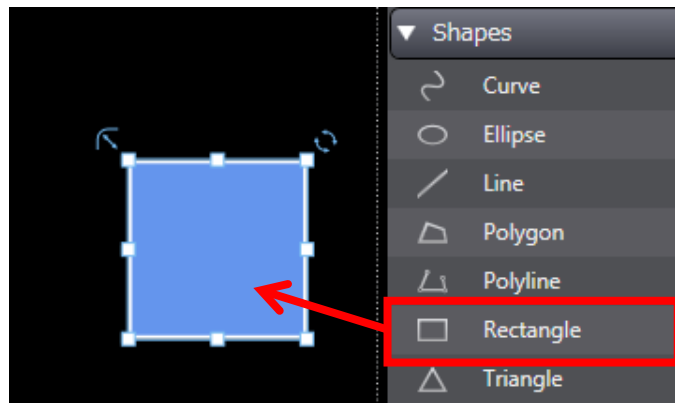 Shapes
Curve
Ellipse
Line
Polygon
Polyline
Rectangle
Triangle